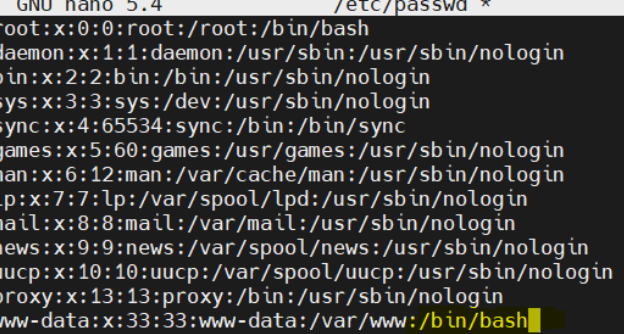 GNU nano 5.4 /etc/passwd *
root:x:0:0:root:/root:/bin/bash
daemon:x:1:1:daemon:/usr/sbin:/usr/sbin/nologin
bin:x:2:2:bin:/bin:/usr/sbin/nologin
sys:x:3:3:sys:/dev:/usr/sbin/nologin
sync:x:4:65534:sync:/bin:/bin/sync
games:x:5:60:games:/usr/games:/usr/sbin/nologin
man:x:6:12:man:/var/cache/man:/usr/sbin/nologin
lp:x:7:7:lp:/var/spool/lpd:/usr/sbin/nologin
mail:x:8:8:mail:/var/mail:/usr/sbin/nologin
news:x:9:9:news:/var/spool/news:/usr/sbin/nologin
uucp:x:10:10:uucp:/var/spool/uucp:/usr/sbin/nologin
proxy:x:13:13:proxy:/bin:/usr/sbin/nologin
www-data:x:33:33:www-data:/var/www:/bin/bash